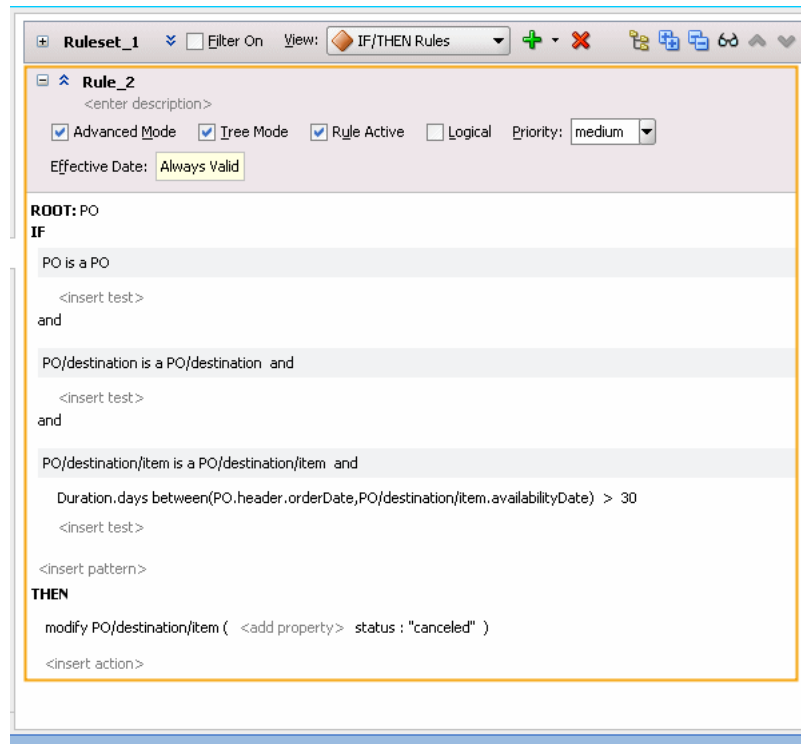 Ruleset_1 Filter On View: IF/THEN Rules
Rule_2
<enter description>
Advanced Mode Tree Mode Rule Active Logical Priority: medium
Effective Date: Always Valid
ROOT: PO
IF
PO is a PO
<insert test>
and
PO/destination is a PO/destination and
<insert test>
and
PO/destination/item is a PO/destination/item and
Duration.days between(PO.header.orderDate,PO/destination/item.availabilityDate) > 30
<insert test>
<insert pattern>
THEN
modify PO/destination/item ( <add property> status : "canceled" )
<insert action>